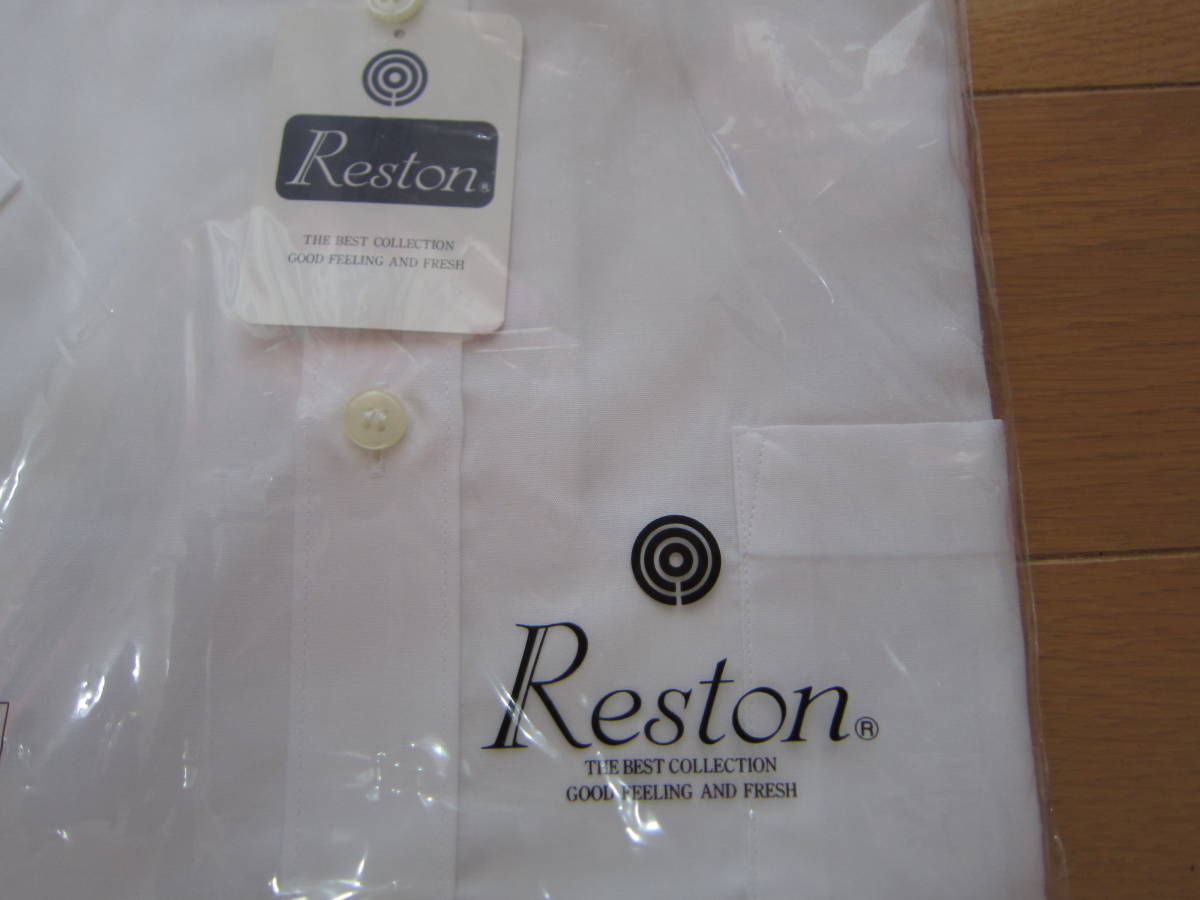 Reston®
THE BEST COLLECTION
GOOD FEELING AND FRESH
Reston®
THE BEST COLLECTION
GOOD FEELING AND FRESH